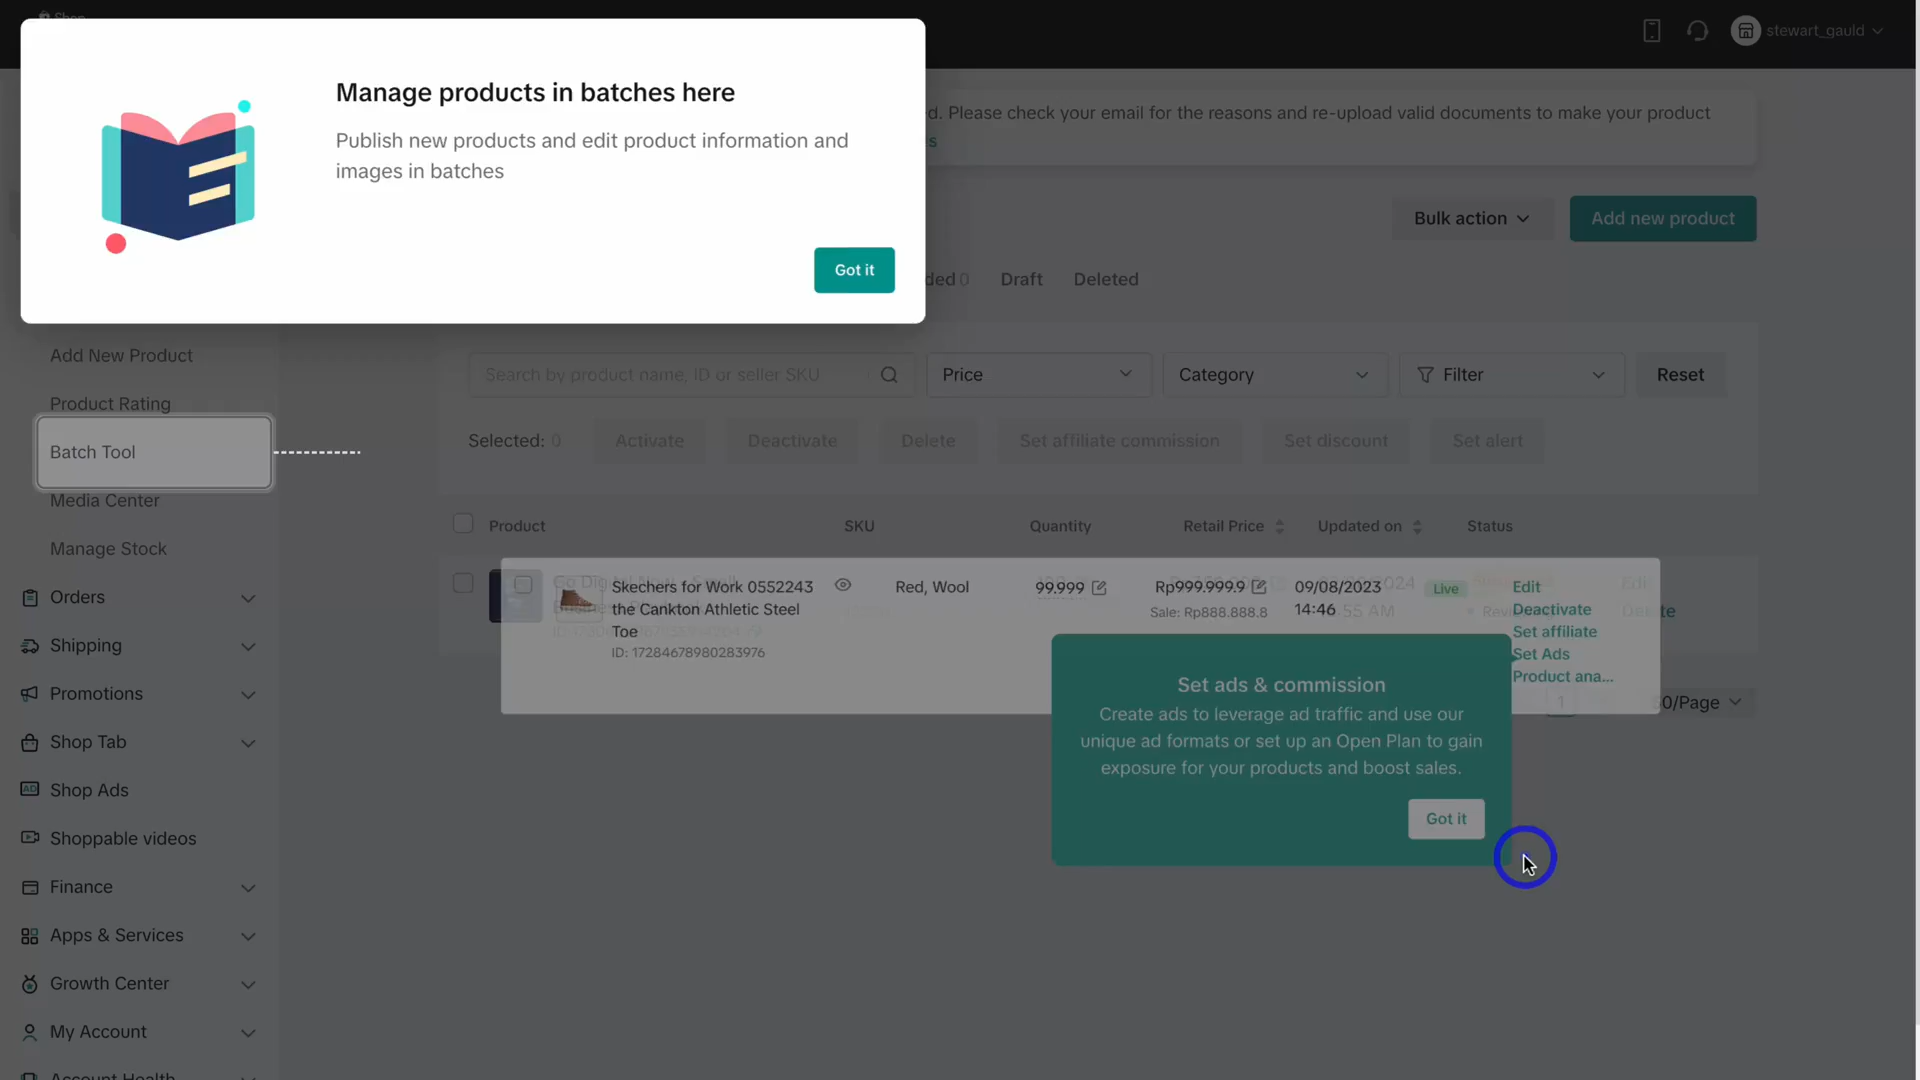 Shop
stewart_gauld
Manage products in batches here
Publish new products and edit product information and
images in batches
Got it
d. Please check your email for the reasons and re-upload valid documents to make your product
s
Bulk action
Add new product
ded 0
Draft
Deleted
Add New Product
Product Rating
Batch Tool
Media Center
Manage Stock
Orders
Shipping
Promotions
Shop Tab
Shop Ads
AD
Shoppable videos
Finance
Apps & Services
Growth Center
My Account
Account Health
Search by product name, ID or seller SKU
Price
Category
Filter
Reset
Selected: 0
Activate
Deactivate
Delete
Set affiliate commission
Set discount
Set alert
Product
SKU
Quantity
Retail Price
Updated on
Status
Skechers for Work 0552243
the Cankton Athletic Steel
Toe
ID: 17284678980283976
Red, Wool
99.999
Rp999.999.9
Sale: Rp888.888.8
09/08/2023
14:46
Live
Edit
Deactivate
Set affiliate
Set Ads
Product ana...
1
50/Page
Set ads & commission
Create ads to leverage ad traffic and use our
unique ad formats or set up an Open Plan to gain
exposure for your products and boost sales.
Got it